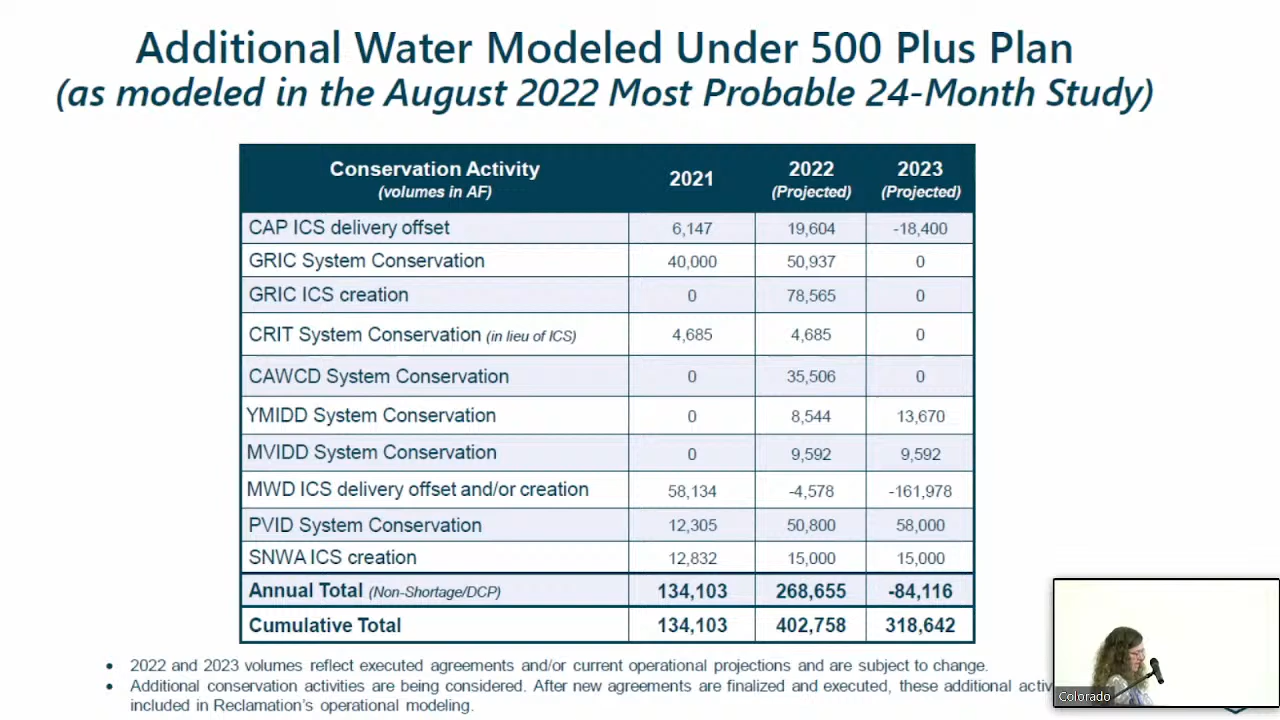 Additional Water Modeled Under 500 Plus Plan
(as modeled in the August 2022 Most Probable 24-Month Study)
Conservation Activity (volumes in AF) 2021 2022 (Projected) 2023 (Projected)
CAP ICS delivery offset 6,147 19,604 -18,400
GRIC System Conservation 40,000 50,937 0
GRIC ICS creation 0 78,565 0
CRIT System Conservation (in lieu of ICS) 4,685 4,685 0
CAWCD System Conservation 0 35,506 0
YMIDD System Conservation 0 8,544 13,670
MVIDD System Conservation 0 9,592 9,592
MWD ICS delivery offset and/or creation 58,134 -4,578 -161,978
PVID System Conservation 12,305 50,800 58,000
SNWA ICS creation 12,832 15,000 15,000
Annual Total (Non-Shortage/DCP) 134,103 268,655 -84,116
Cumulative Total 134,103 402,758 318,642
• 2022 and 2023 volumes reflect executed agreements and/or current operational projections and are subject to change.
• Additional conservation activities are being considered. After new agreements are finalized and executed, these additional
included in Reclamation's operational modeling.
Colorado